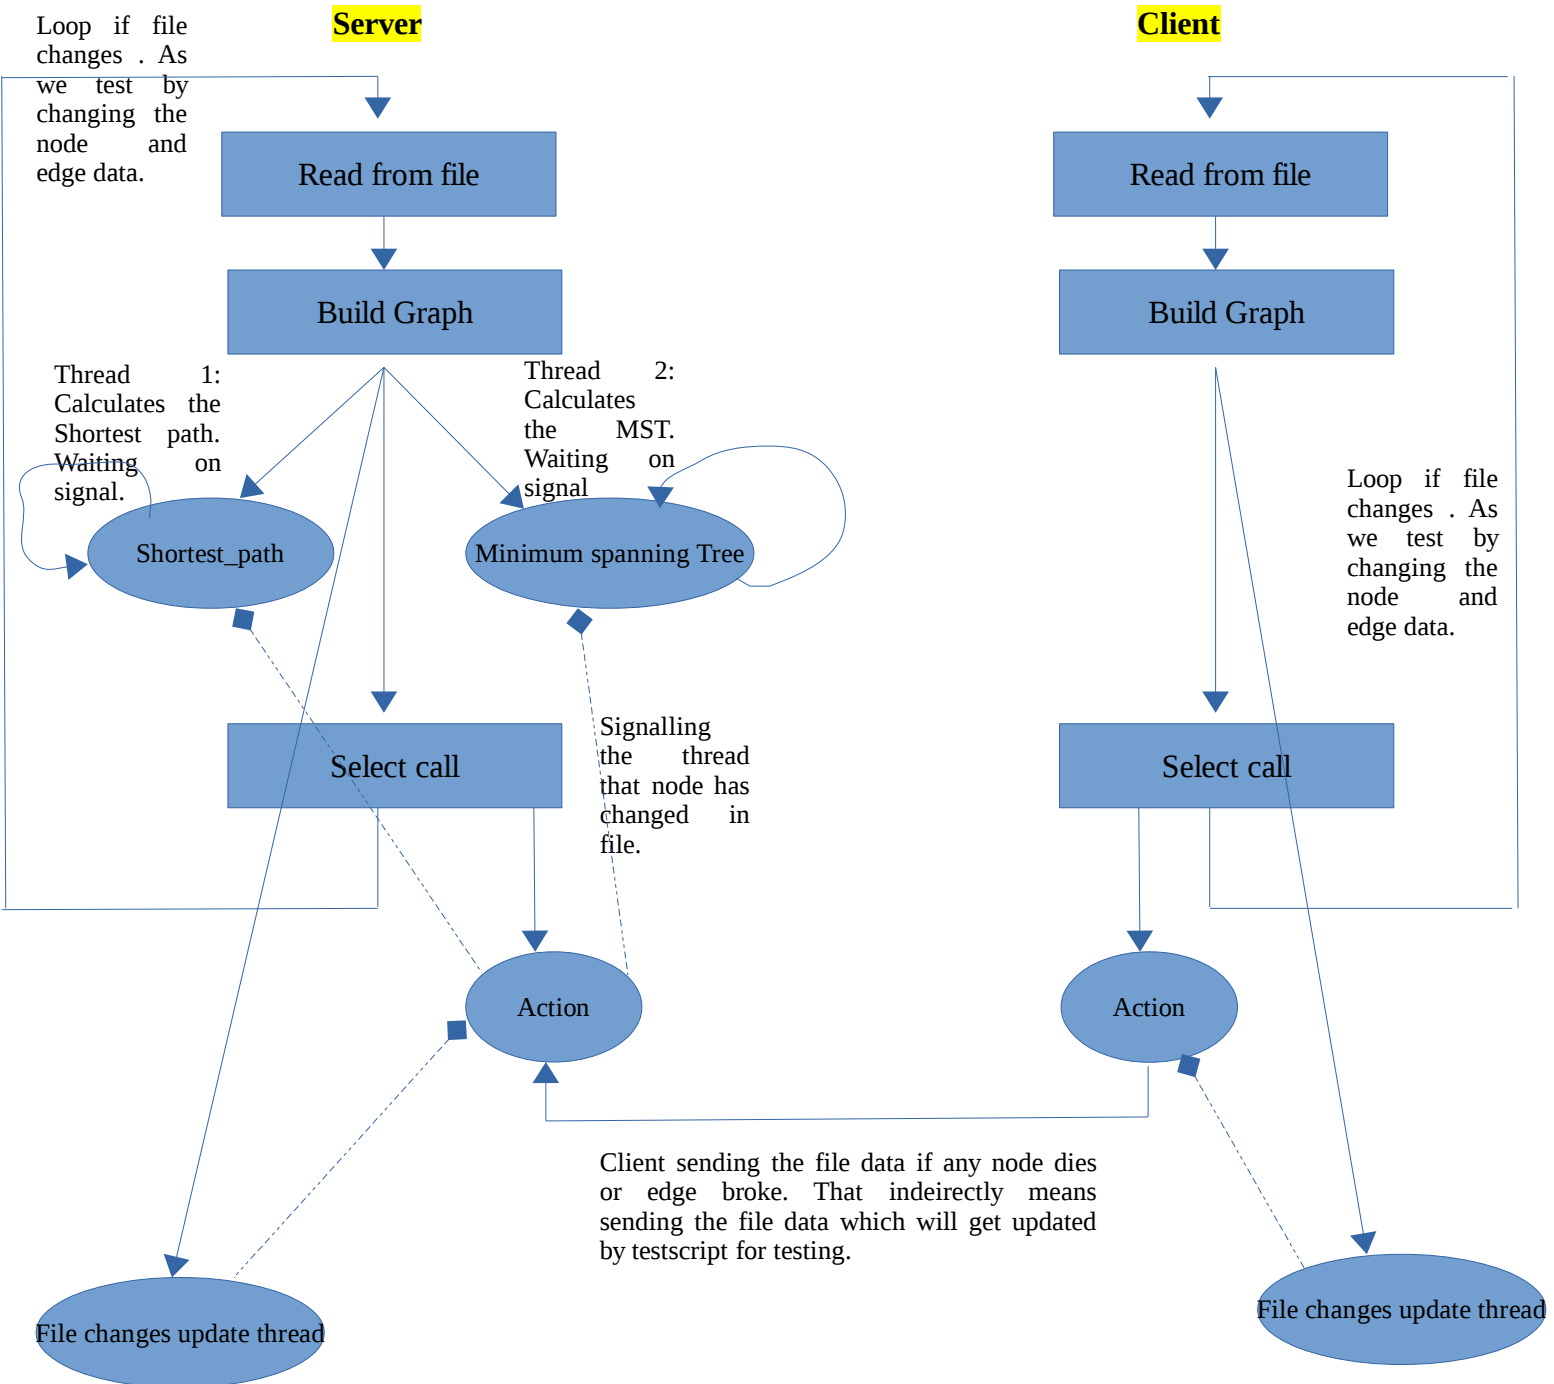 Server
Client
Loop if file
changes . As
we test by
changing the
node and
edge data.
Read from file
Read from file
Build Graph
Build Graph
Thread 1:
Calculates the
Shortest path.
Waiting on
signal.
Thread 2:
Calculates
the MST.
Waiting on
signal
Shortest_path
Minimum spanning Tree
Loop if file
changes . As
we test by
changing the
node and
edge data.
Select call
Select call
Signalling
the thread
that node has
changed in
file.
Action
Action
Client sending the file data if any node dies
or edge broke. That indeirectly means
sending the file data which will get updated
by testscript for testing.
File changes update thread
File changes update thread